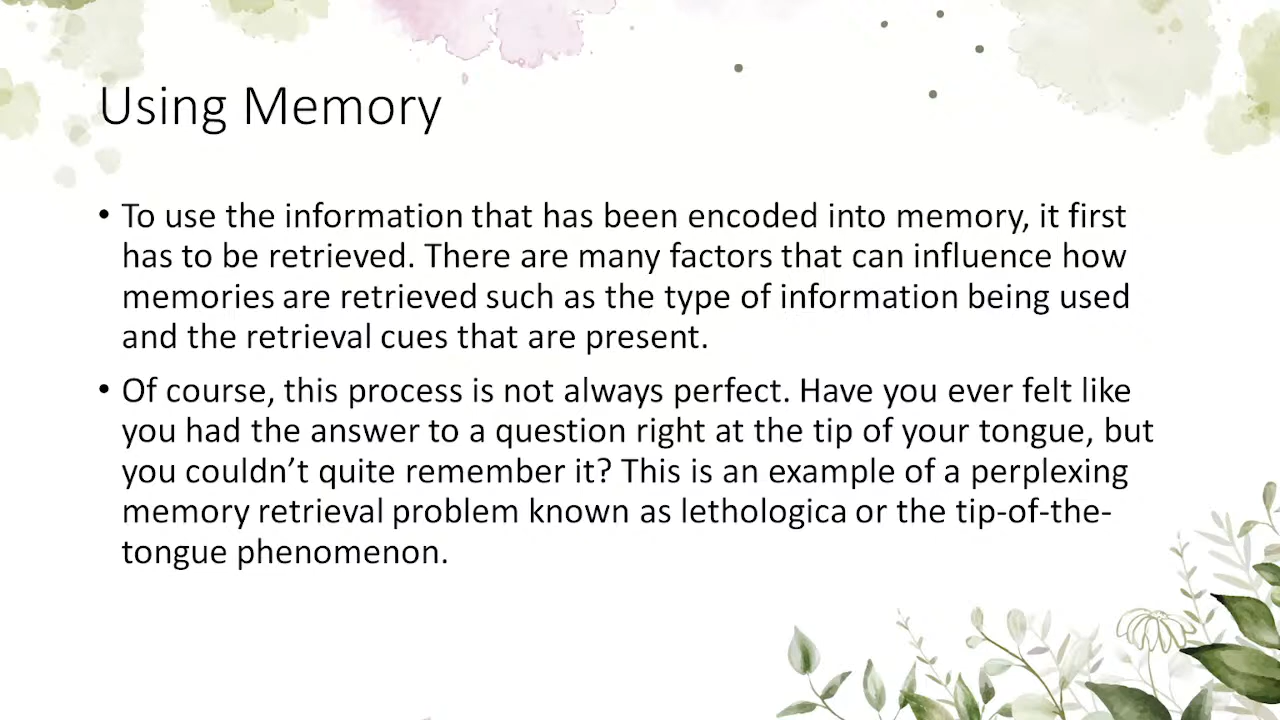 Using Memory
• To use the information that has been encoded into memory, it first
has to be retrieved. There are many factors that can influence how
memories are retrieved such as the type of information being used
and the retrieval cues that are present.
• Of course, this process is not always perfect. Have you ever felt like
you had the answer to a question right at the tip of your tongue, but
you couldn’t quite remember it? This is an example of a perplexing
memory retrieval problem known as lethologica or the tip-of-the-
tongue phenomenon.